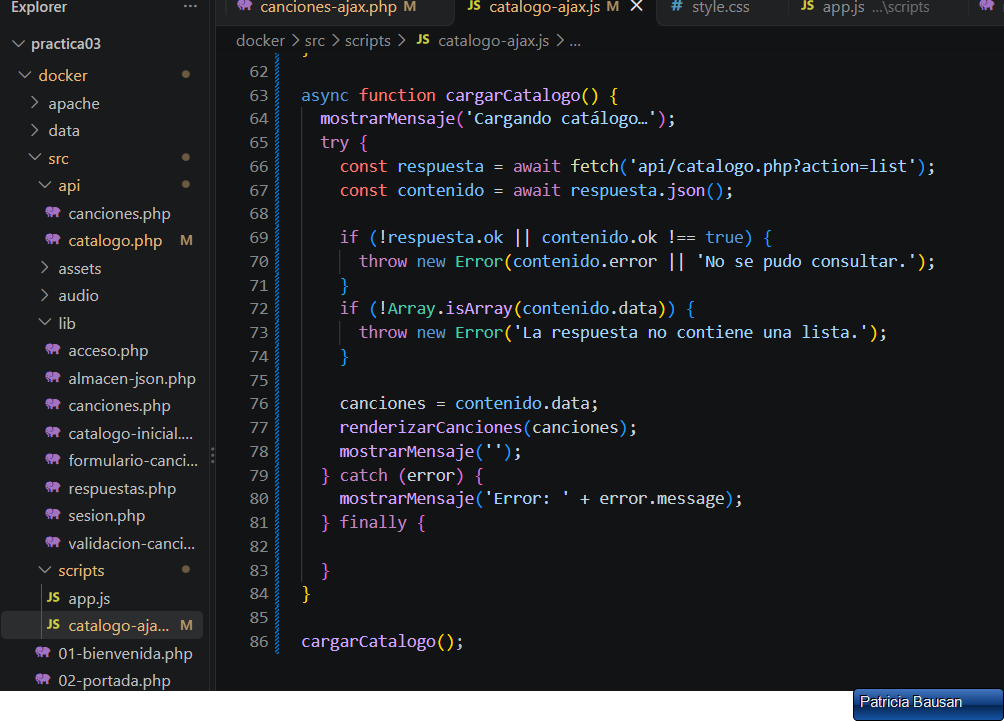 Explorer ...
canciones-ajax.php M
JS catalogo-ajax.js M
# style.css
JS app.js ...\scripts
docker > src > scripts > JS catalogo-ajax.js > ...
practica03
docker
apache
data
src
api
canciones.php
catalogo.php M
assets
audio
lib
acceso.php
almacen-json.php
canciones.php
catalogo-inicial....
formulario-canci...
respuestas.php
sesion.php
validacion-canci...
scripts
JS app.js
JS catalogo-aja... M
01-bienvenida.php
02-portada.php
62
63 async function cargarCatalogo() {
64 mostrarMensaje('Cargando catálogo…');
65 try {
66 const respuesta = await fetch('api/catalogo.php?action=list');
67 const contenido = await respuesta.json();
68
69 if (!respuesta.ok || contenido.ok !== true) {
70 throw new Error(contenido.error || 'No se pudo consultar.');
71 }
72 if (!Array.isArray(contenido.data)) {
73 throw new Error('La respuesta no contiene una lista.');
74 }
75
76 canciones = contenido.data;
77 renderizarCanciones(canciones);
78 mostrarMensaje('');
79 } catch (error) {
80 mostrarMensaje('Error: ' + error.message);
81 } finally {
82
83 }
84 }
85
86 cargarCatalogo();
Patricia Bausan